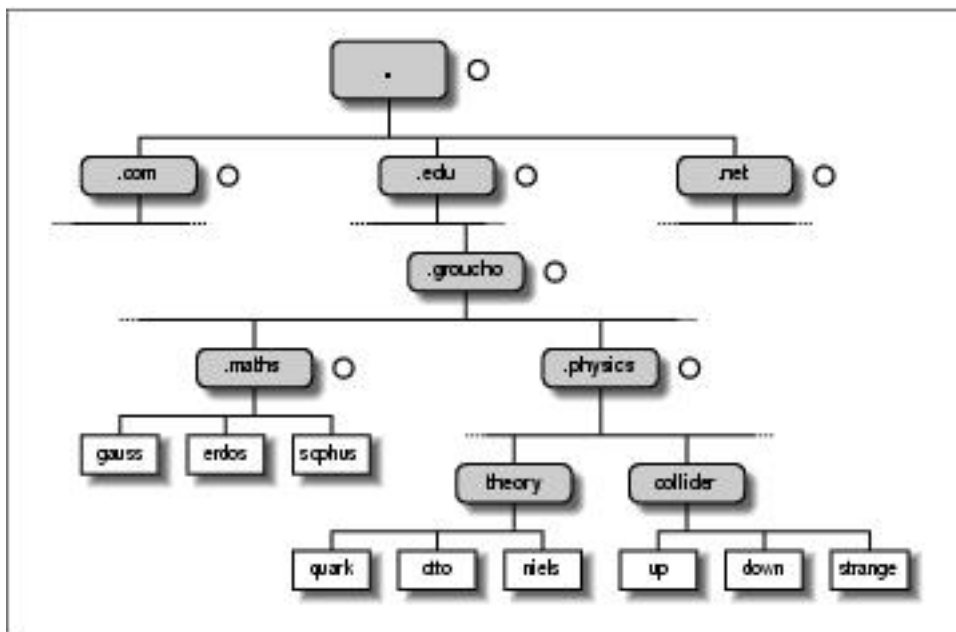 .
.com
.edu
.net
.groucho
.maths
.physics
gauss
erdos
sophus
theory
collider
quark
otto
niels
up
down
strange